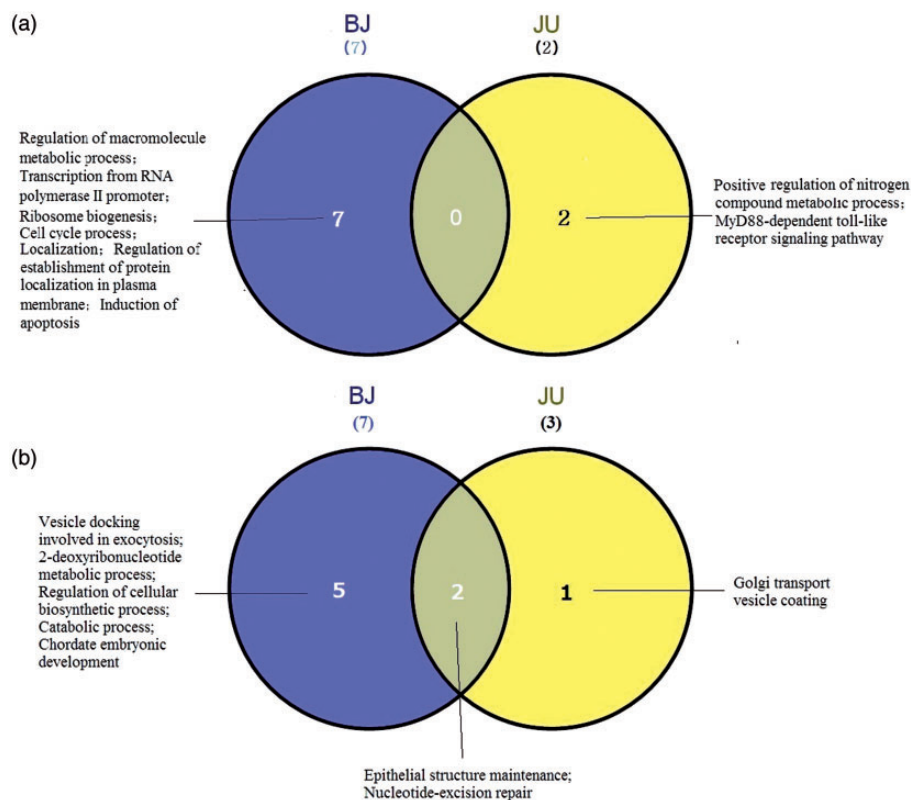 (a)
BJ
(7)
JU
(2)
Regulation of macromolecule
metabolic process;
Transcription from RNA
polymerase II promoter;
Ribosome biogenesis;
Cell cycle process;
Localization; Regulation of
establishment of protein
localization in plasma
membrane; Induction of
apoptosis
7
0
2
Positive regulation of nitrogen
compound metabolic process;
MyD88-dependent toll-like
receptor signaling pathway
(b)
BJ
(7)
JU
(3)
Vesicle docking
involved in exocytosis;
2-deoxyribonucleotide
metabolic process;
Regulation of cellular
biosynthetic process;
Catabolic process;
Chordate embryonic
development
5
2
1
Golgi transport
vesicle coating
Epithelial structure maintenance;
Nucleotide-excision repair